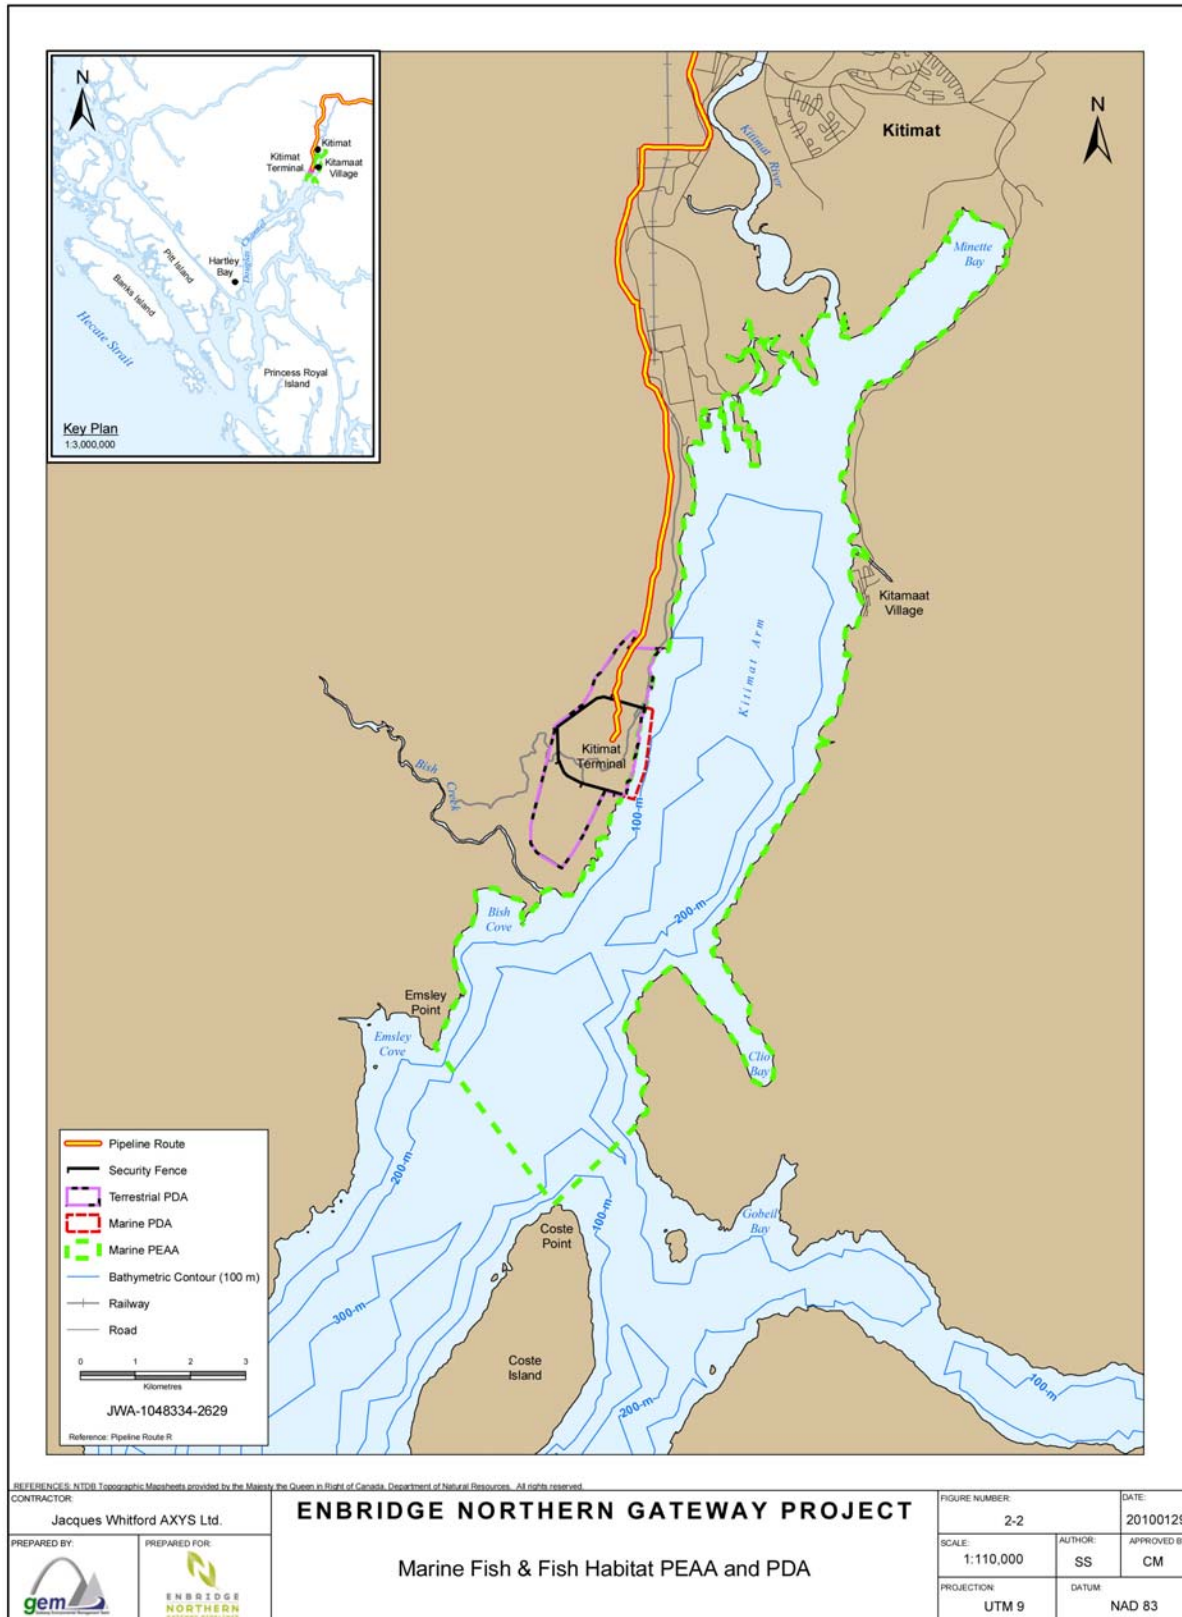 N
Kitimat
Kitimat
Terminal
Kitamaat
Village
Hartley
Bay
Douglas Channel
Pitt Island
Banks Island
Hecate Strait
Princess Royal
Island
Key Plan
1:3,000,000
N
Kitimat
Kitimat River
Minette
Bay
Kitamaat
Village
Kitimat Arm
Kitimat
Terminal
Bish
Creek
100-m
200-m
Bish
Cove
Emsley
Point
Emsley
Cove
Clio
Bay
200-m
100-m
Gobeil
Bay
Coste
Point
300-m
Coste
Island
200-m
100-m
Pipeline Route
Security Fence
Terrestrial PDA
Marine PDA
Marine PEAA
Bathymetric Contour (100 m)
Railway
Road
0 1 2 3
Kilometres
JWA-1048334-2629
Reference: Pipeline Route R
REFERENCES: NTDB Topographic Mapsheets provided by the Majesty the Queen in Right of Canada, Department of Natural Resources. All rights reserved.
CONTRACTOR:
Jacques Whitford AXYS Ltd.
PREPARED BY:
gem
PREPARED FOR:
ENBRIDGE
NORTHERN
ENBRIDGE NORTHERN GATEWAY PROJECT
Marine Fish & Fish Habitat PEAA and PDA
FIGURE NUMBER:
2-2
DATE:
20100129
SCALE:
1:110,000
AUTHOR:
SS
APPROVED B
CM
PROJECTION:
UTM 9
DATUM:
NAD 83